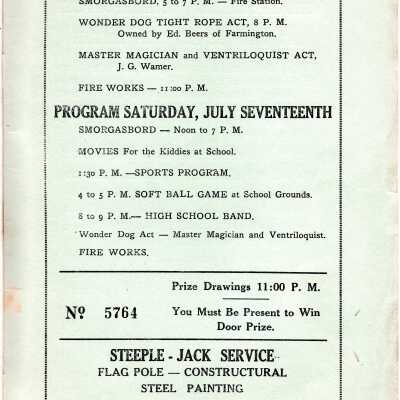 SMORGASBORD, 5 to 7 P. M. — Fire Station.
WONDER DOG TIGHT ROPE ACT, 8 P. M.
Owned by Ed. Beers of Farmington.
MASTER MAGICIAN and VENTRILOQUIST ACT,
J. G. Wamer.
FIRE WORKS — 11:00 P. M.
PROGRAM SATURDAY, JULY SEVENTEENTH
SMORGASBORD — Noon to 7 P. M.
MOVIES For the Kiddies at School.
1:30 P. M. —SPORTS PROGRAM.
4 to 5 P. M. SOFT BALL GAME at School Grounds.
8 to 9 P. M.— HIGH SCHOOL BAND.
Wonder Dog Act — Master Magician and Ventriloquist.
FIRE WORKS.
Prize Drawings 11:00 P. M.
Nº 5764 You Must Be Present to Win
Door Prize.
STEEPLE - JACK SERVICE
FLAG POLE — CONSTRUCTURAL
STEEL PAINTING